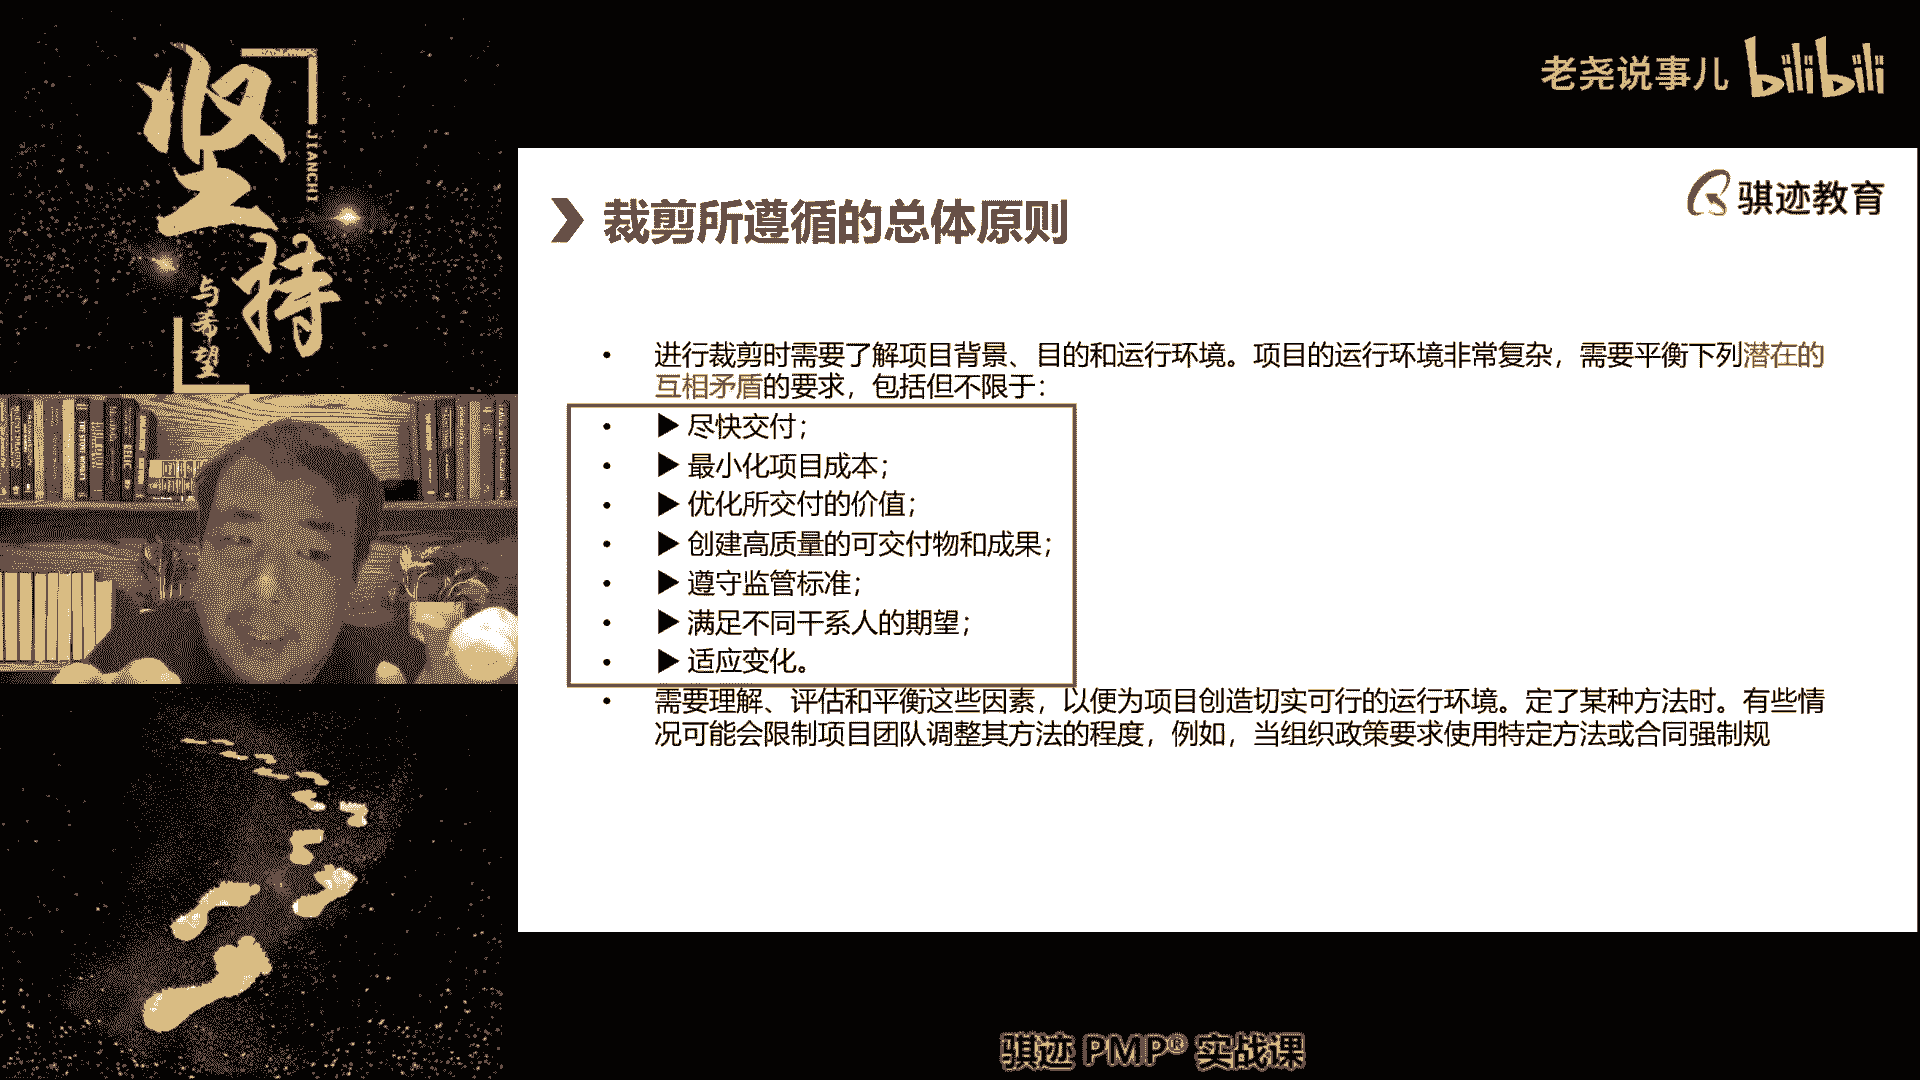 坚持
JIANCHI
与希望
老尧说事儿 bilibili
骐迹教育
裁剪所遵循的总体原则
• 进行裁剪时需要了解项目背景、目的和运行环境。项目的运行环境非常复杂，需要平衡下列潜在的
互相矛盾的要求，包括但不限于：
• ▶ 尽快交付；
• ▶ 最小化项目成本；
• ▶ 优化所交付的价值；
• ▶ 创建高质量的可交付物和成果；
• ▶ 遵守监管标准；
• ▶ 满足不同干系人的期望；
• ▶ 适应变化。
• 需要理解、评估和平衡这些因素，以便为项目创造切实可行的运行环境。定了某种方法时。有些情
况可能会限制项目团队调整其方法的程度，例如，当组织政策要求使用特定方法或合同强制规
骐迹 PMP® 实战课